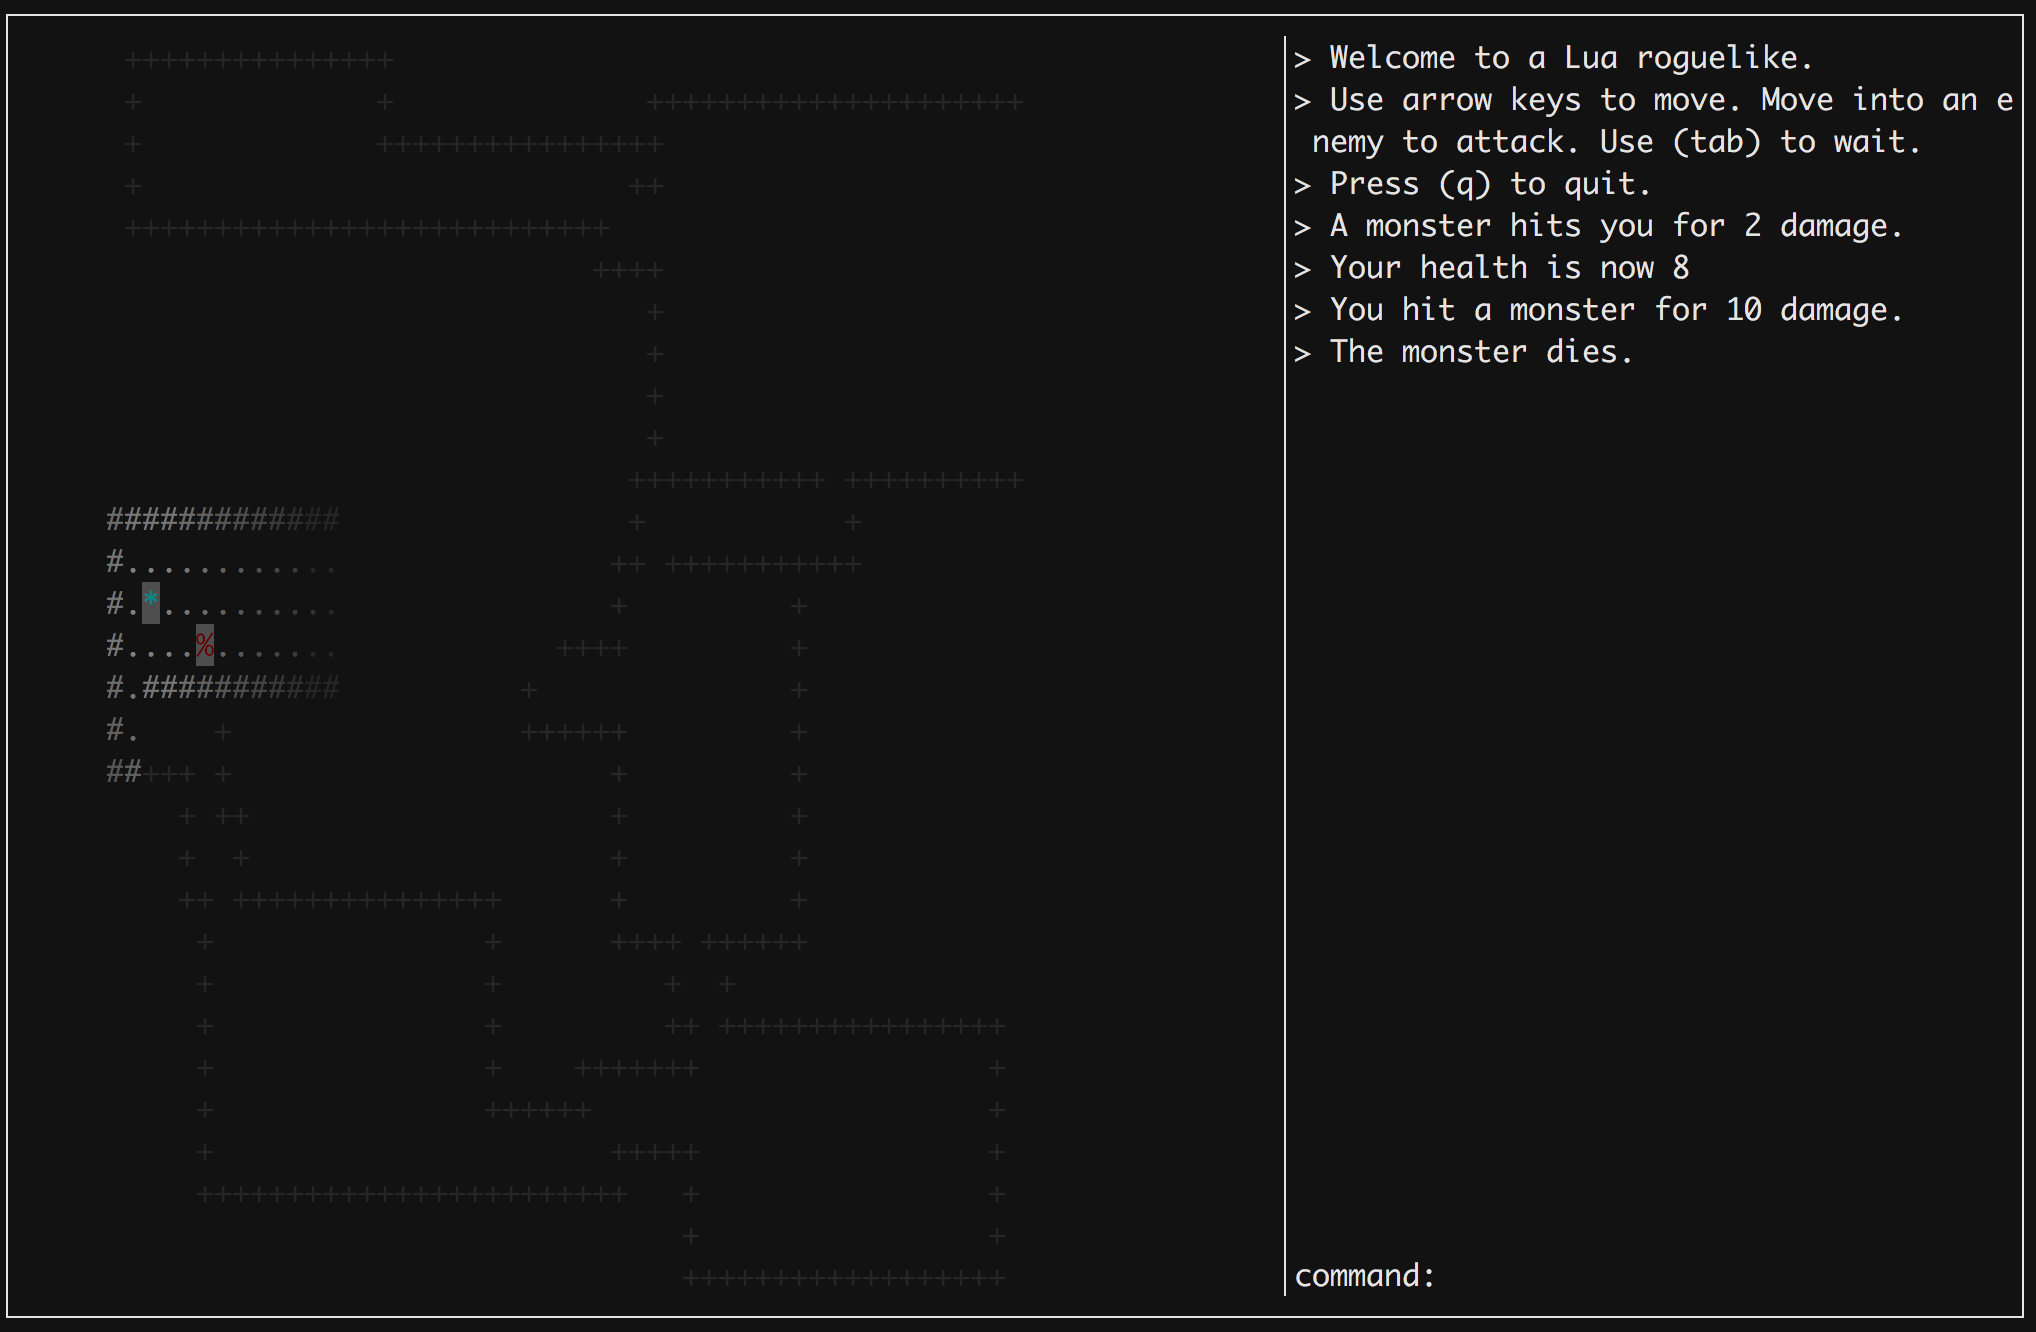 > Welcome to a Lua roguelike.
> Use arrow keys to move. Move into an e
nemy to attack. Use (tab) to wait.
> Press (q) to quit.
> A monster hits you for 2 damage.
> Your health is now 8
> You hit a monster for 10 damage.
> The monster dies.
command: